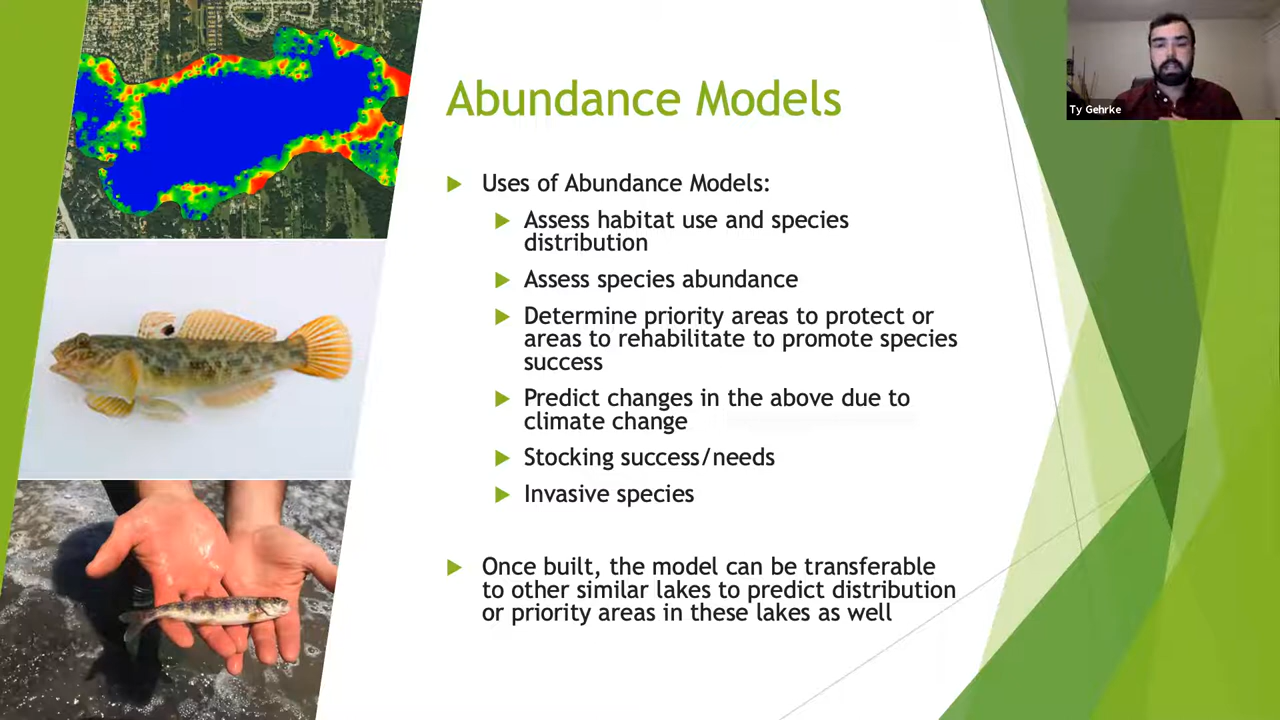 Abundance Models
Uses of Abundance Models:
Assess habitat use and species
distribution
Assess species abundance
Determine priority areas to protect or
areas to rehabilitate to promote species
success
Predict changes in the above due to
climate change
Stocking success/needs
Invasive species
Once built, the model can be transferable
to other similar lakes to predict distribution
or priority areas in these lakes as well
Ty Gehrke